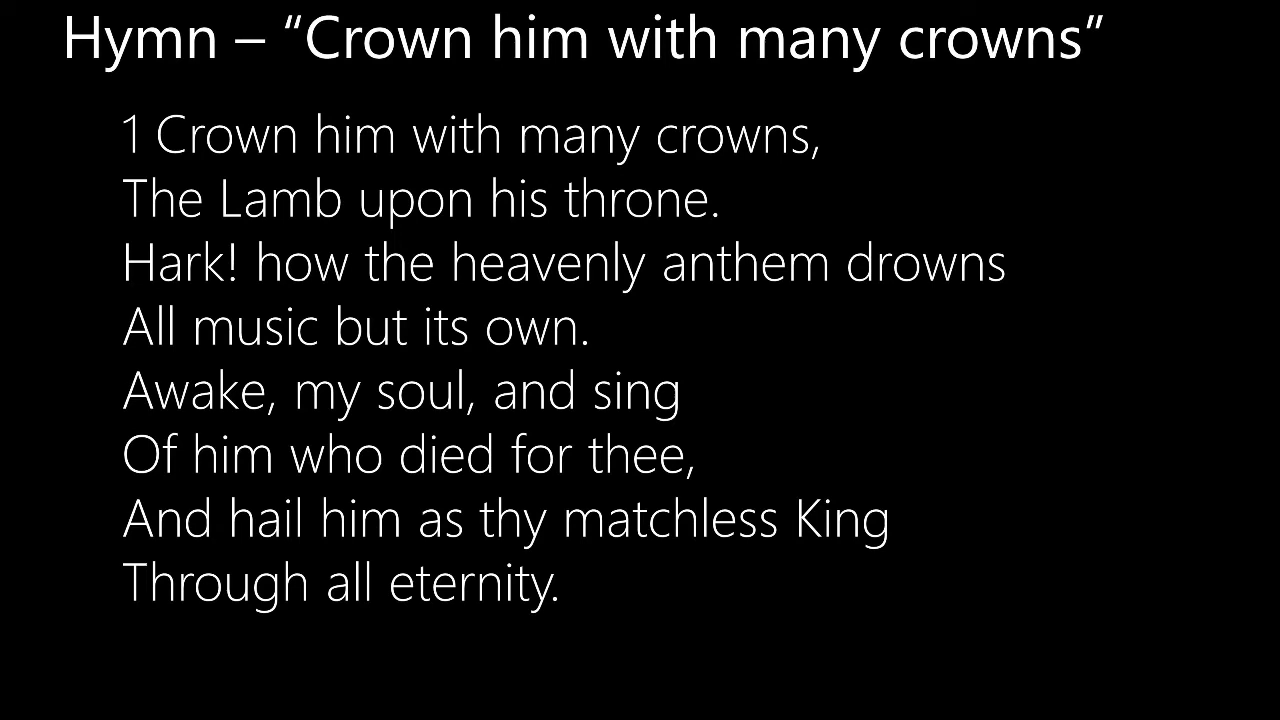 Hymn – “Crown him with many crowns”
1 Crown him with many crowns,
The Lamb upon his throne.
Hark! how the heavenly anthem drowns
All music but its own.
Awake, my soul, and sing
Of him who died for thee,
And hail him as thy matchless King
Through all eternity.